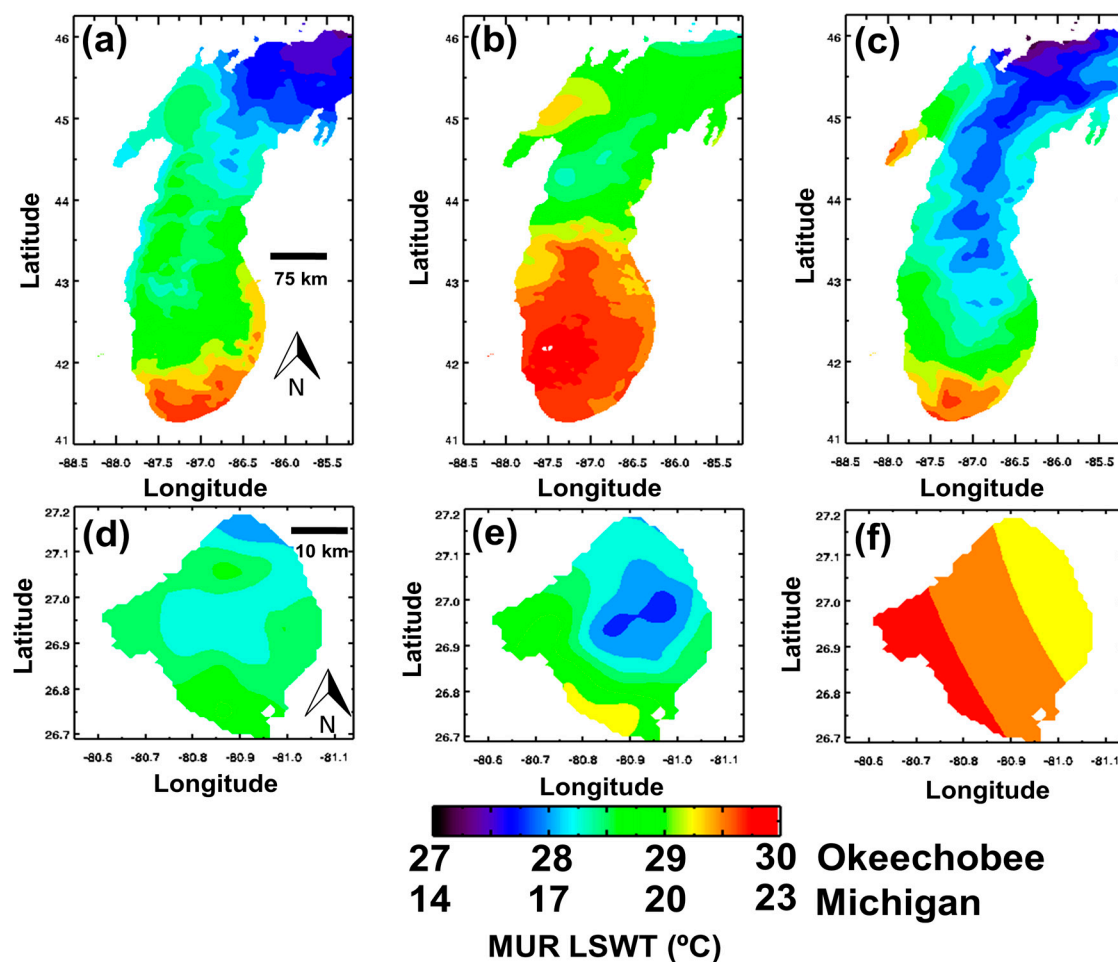 (a)
(b)
(c)
46
45
44
43
42
41
Latitude
75 km
N
-88.5 -88.0 -87.5 -87.0 -86.5 -86.0 -85.5
Longitude
46
45
44
43
42
41
Latitude
-88.5 -88.0 -87.5 -87.0 -86.5 -86.0 -85.5
Longitude
46
45
44
43
42
41
Latitude
-88.5 -88.0 -87.5 -87.0 -86.5 -86.0 -85.5
Longitude
(d)
(e)
(f)
27.2
27.1
27.0
26.9
26.8
26.7
Latitude
10 km
N
-80.6 -80.7 -80.8 -80.9 -81.0 -81.1
Longitude
27.2
27.1
27.0
26.9
26.8
26.7
Latitude
-80.6 -80.7 -80.8 -80.9 -81.0 -81.1
Longitude
27.2
27.1
27.0
26.9
26.8
26.7
Latitude
-80.6 -80.7 -80.8 -80.9 -81.0 -81.1
Longitude
27 28 29 30 Okeechobee
14 17 20 23 Michigan
MUR LSWT (ºC)